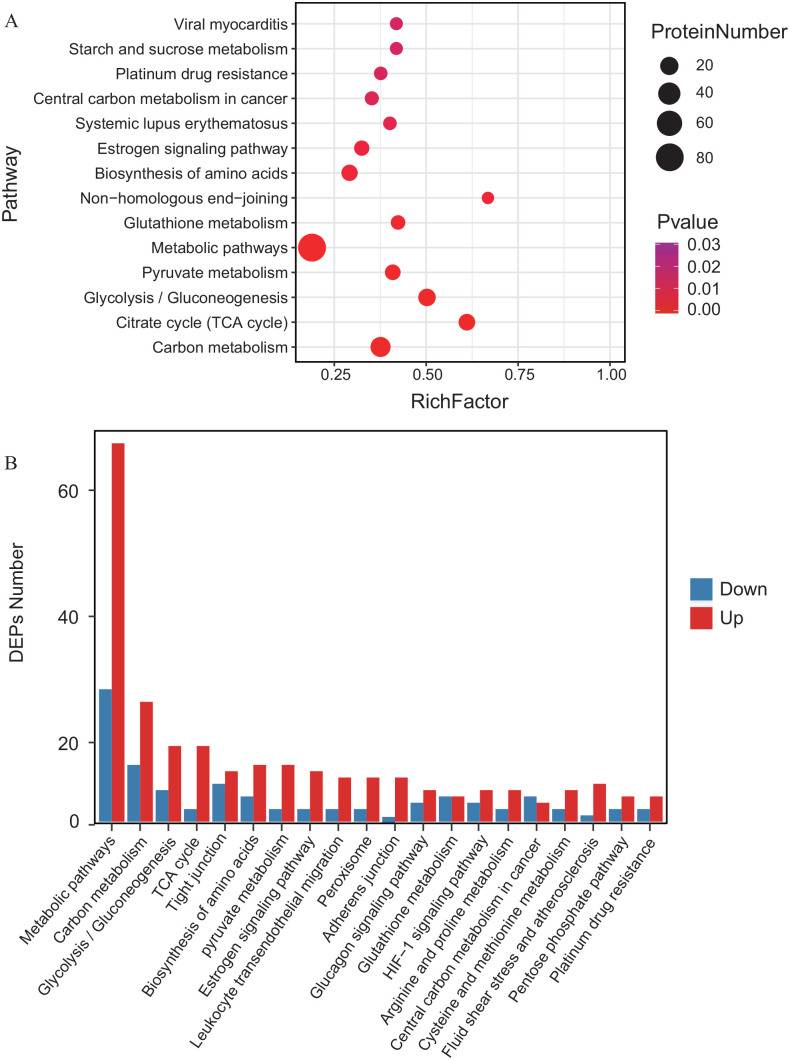 A
Pathway
Viral myocarditis
Starch and sucrose metabolism
Platinum drug resistance
Central carbon metabolism in cancer
Systemic lupus erythematosus
Estrogen signaling pathway
Biosynthesis of amino acids
Non−homologous end−joining
Glutathione metabolism
Metabolic pathways
Pyruvate metabolism
Glycolysis / Gluconeogenesis
Citrate cycle (TCA cycle)
Carbon metabolism
0.25 0.50 0.75 1.00
RichFactor
ProteinNumber
20
40
60
80
Pvalue
0.03
0.02
0.01
0.00
B
DEPs Number
60
40
20
0
Metabolic pathways
Carbon metabolism
Glycolysis / Gluconeogenesis
TCA cycle
Tight junction
Biosynthesis of amino acids
pyruvate metabolism
Estrogen signaling pathway
Leukocyte transendothelial migration
Peroxisome
Adherens junction
Glucagon signaling pathway
Glutathione metabolism
HIF−1 signaling pathway
Arginine and proline metabolism
Central carbon metabolism in cancer
Cysteine and methionine metabolism
Fluid shear stress and atherosclerosis
Pentose phosphate pathway
Platinum drug resistance
Down
Up